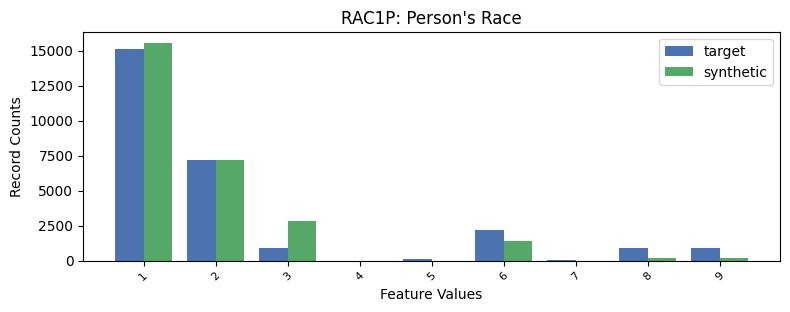 RAC1P: Person's Race
target
synthetic
Record Counts
15000
12500
10000
7500
5000
2500
0
1 2 3 4 5 6 7 8 9
Feature Values